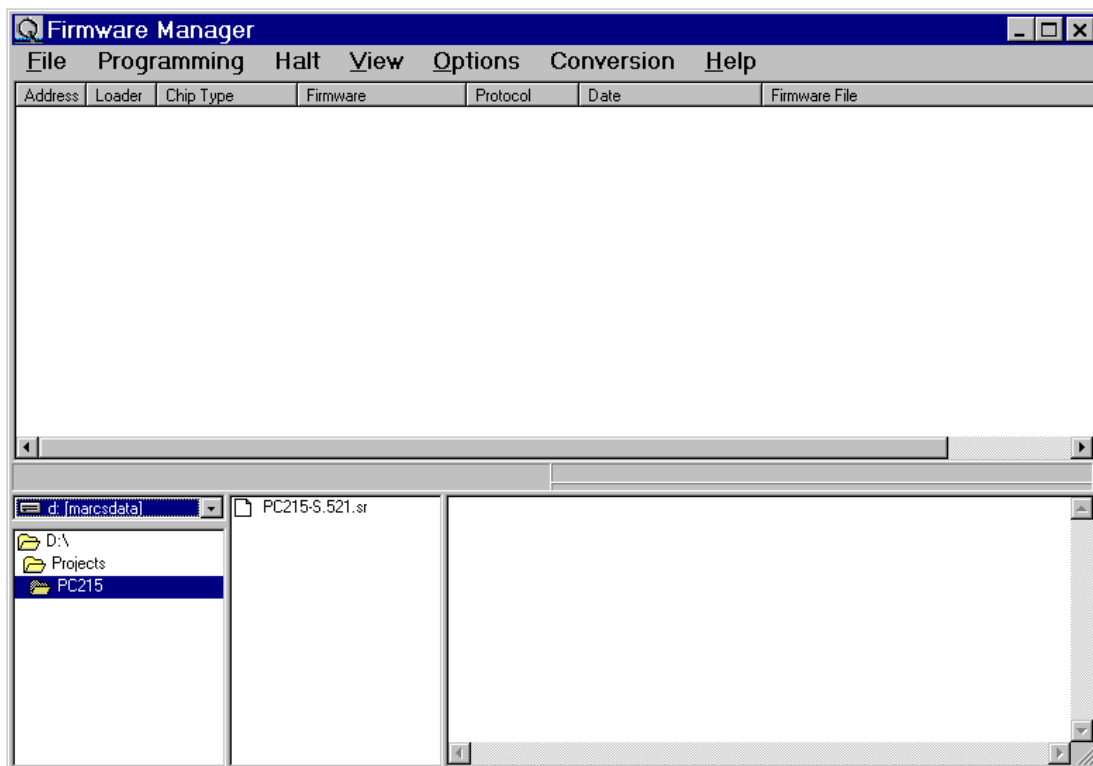 Firmware Manager
File Programming Halt View Options Conversion Help
Address Loader Chip Type Firmware Protocol Date Firmware File
d: [marcsdata]
PC215-S.521.sr
D:\
Projects
PC215